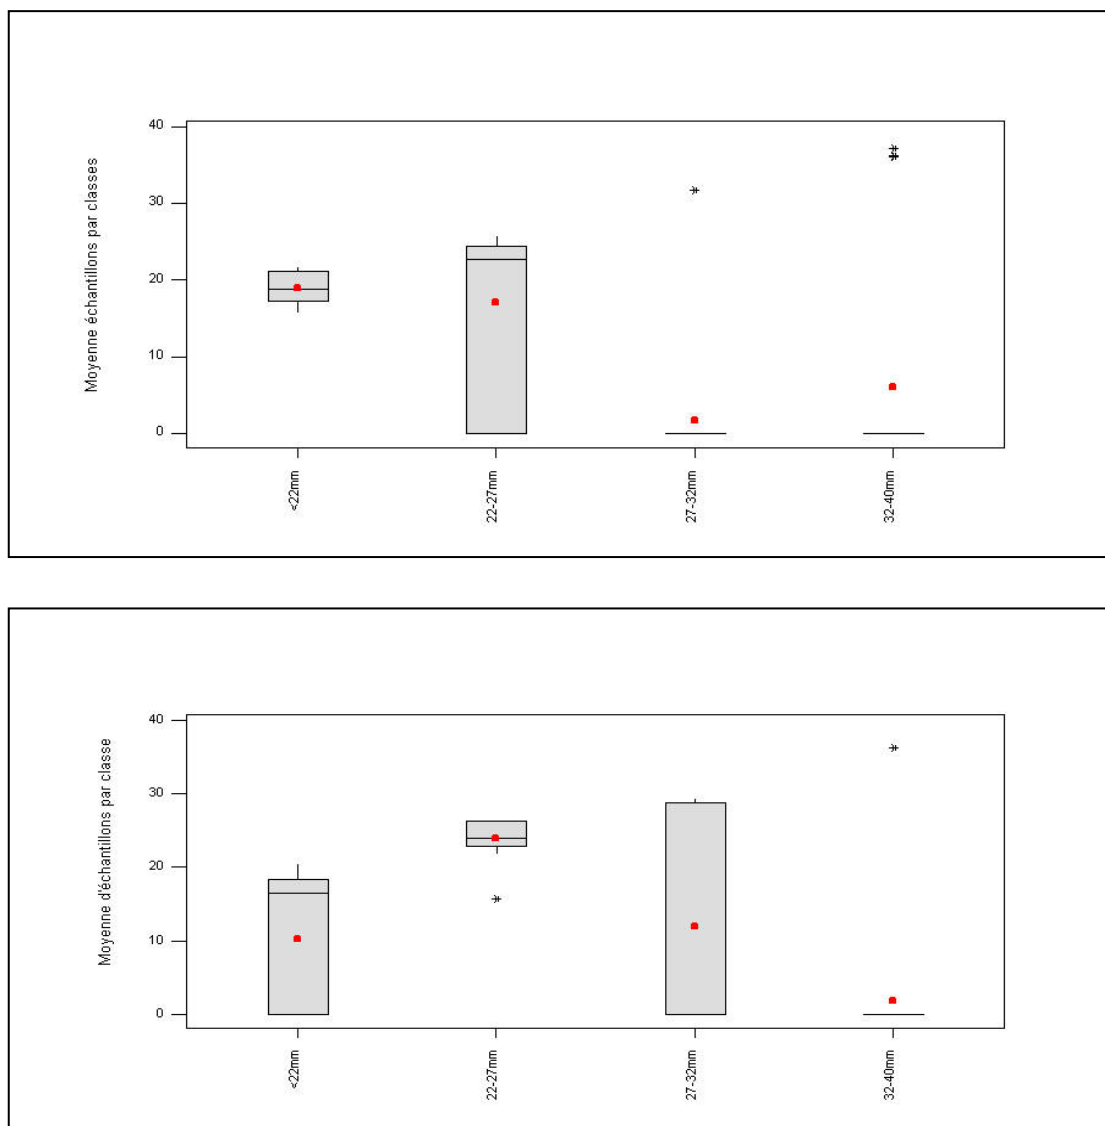 Moyenne échantillons par classes
40
30
20
10
0
<22mm
22-27mm
27-32mm
32-40mm
Moyenne d'échantillons par classe
40
30
20
10
0
<22mm
22-27mm
27-32mm
32-40mm